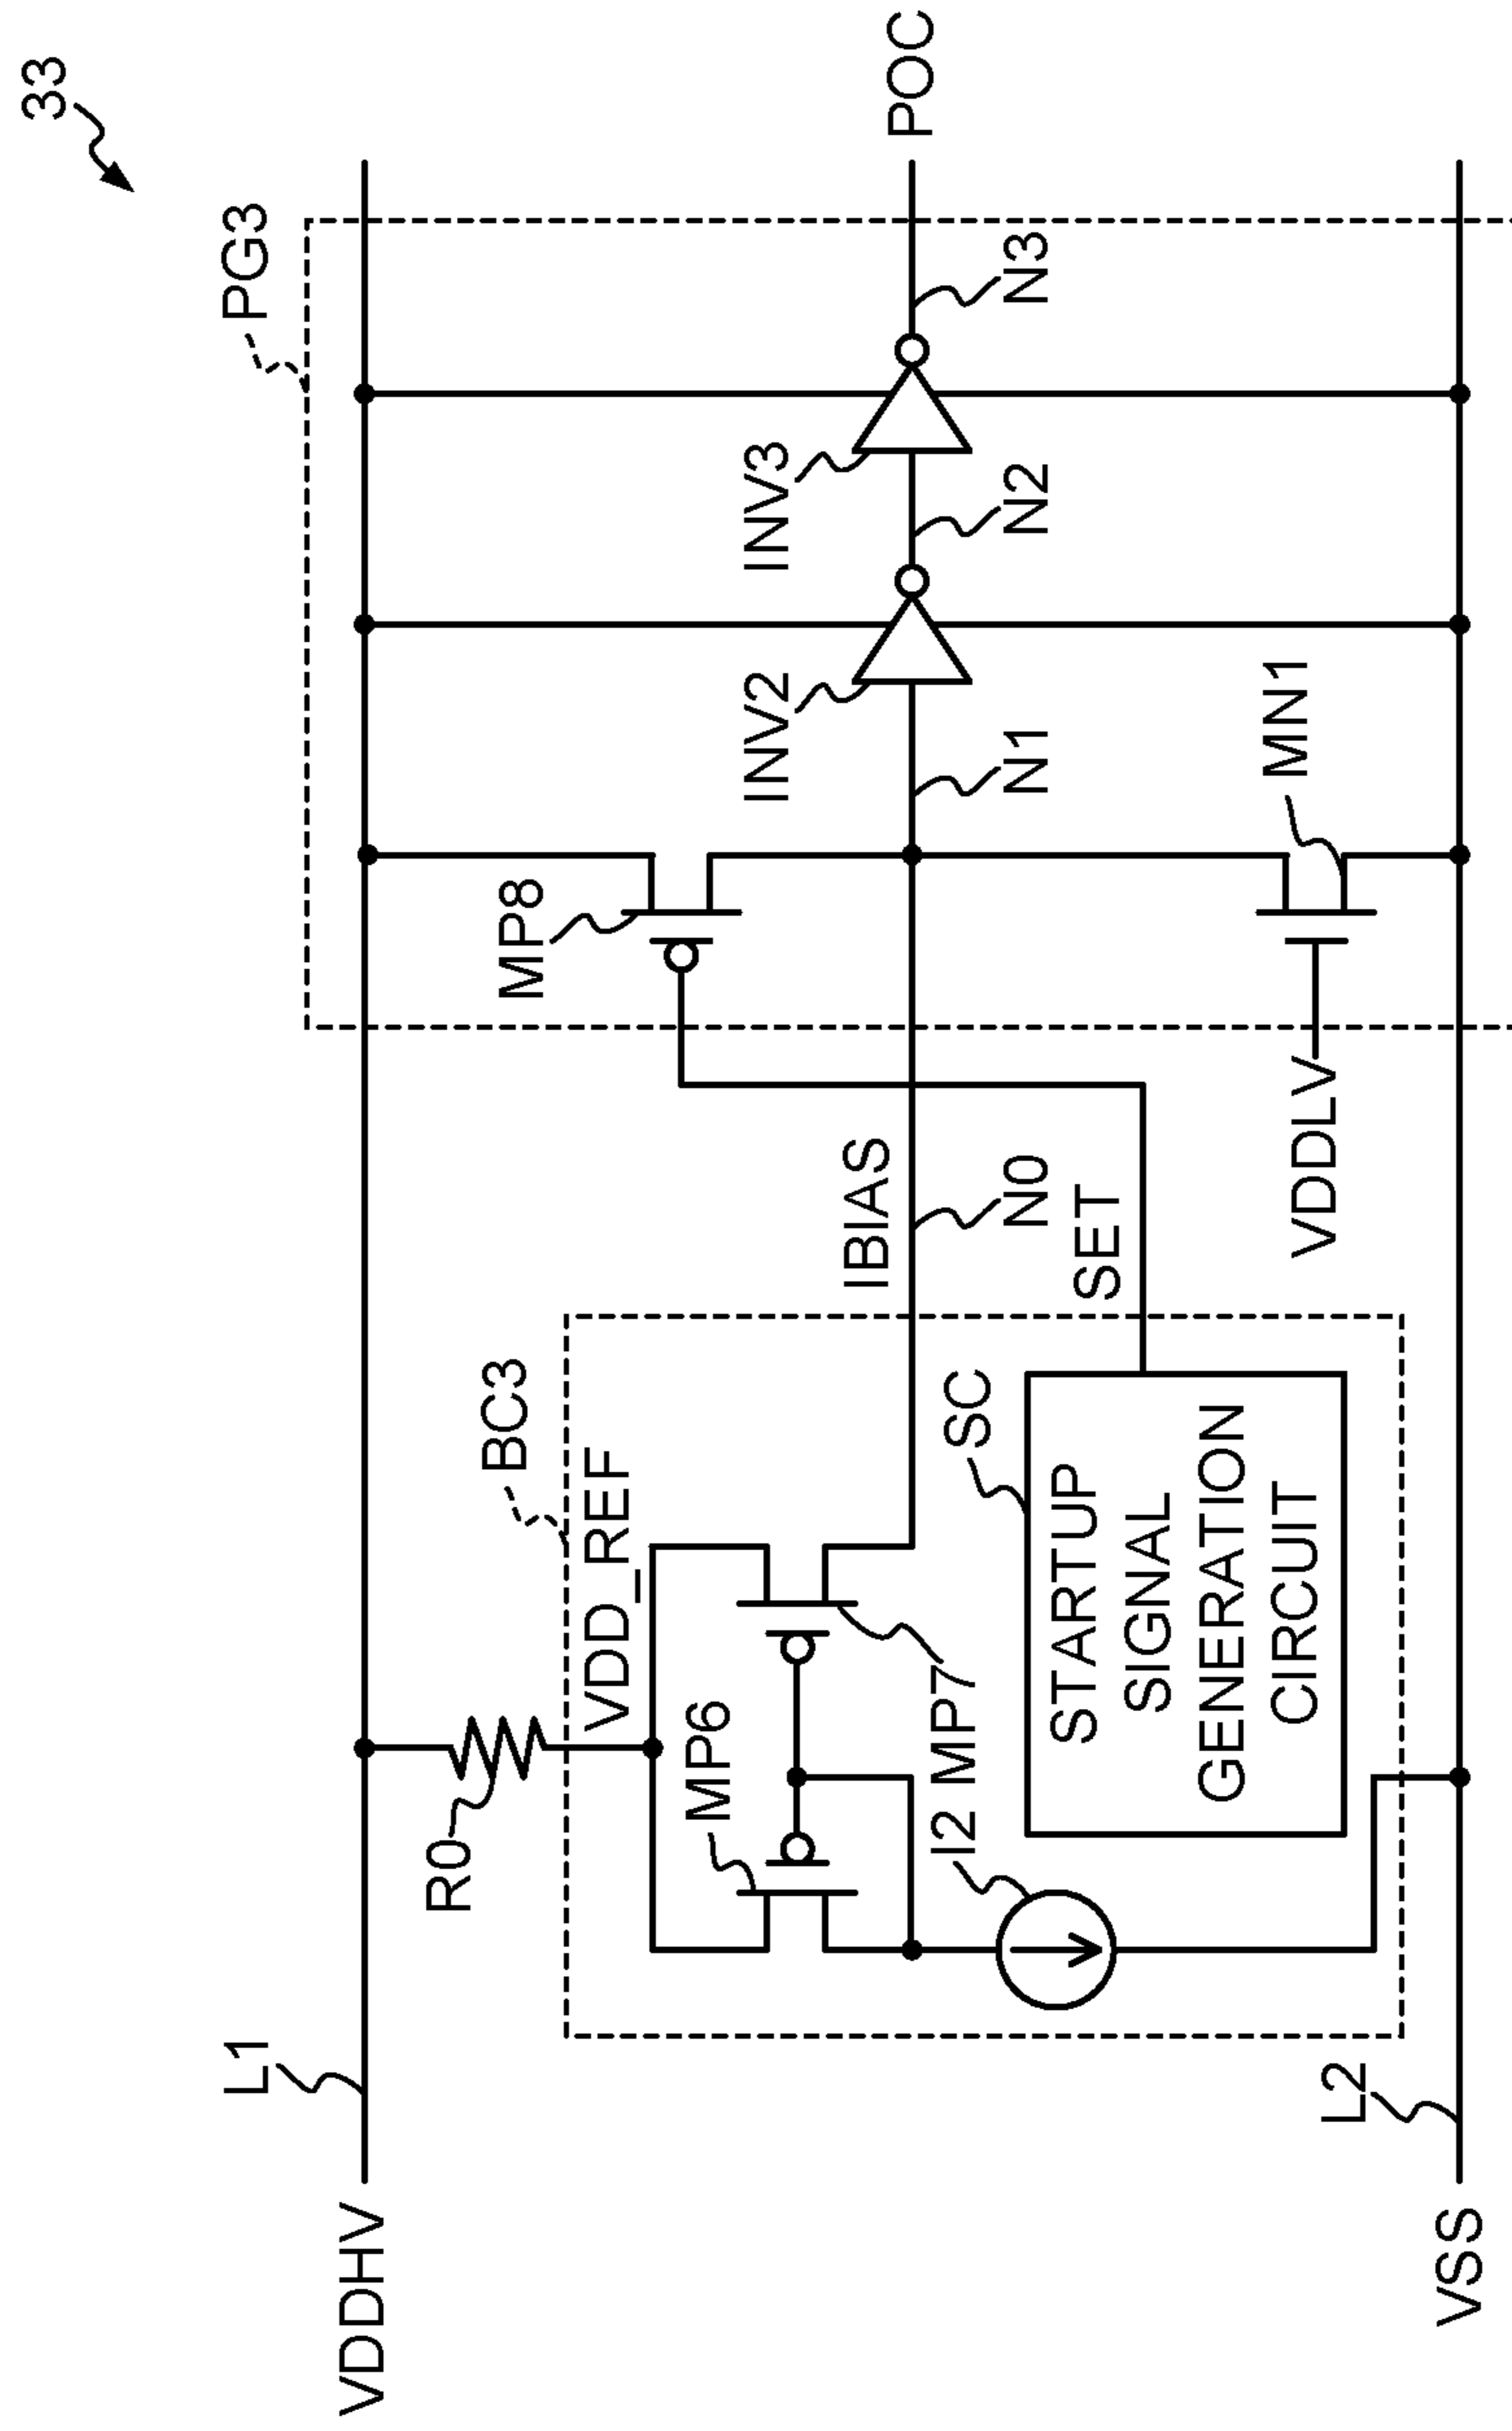 33
PG3
L1
VDDHV
R0
BC3
VDD_REF
MP6
MP7
I2
MP8
INV2
INV3
IBIAS
N0
N1
N2
N3
POC
SC
SET
STARTUP
SIGNAL
GENERATION
CIRCUIT
VDDLV
MN1
L2
VSS